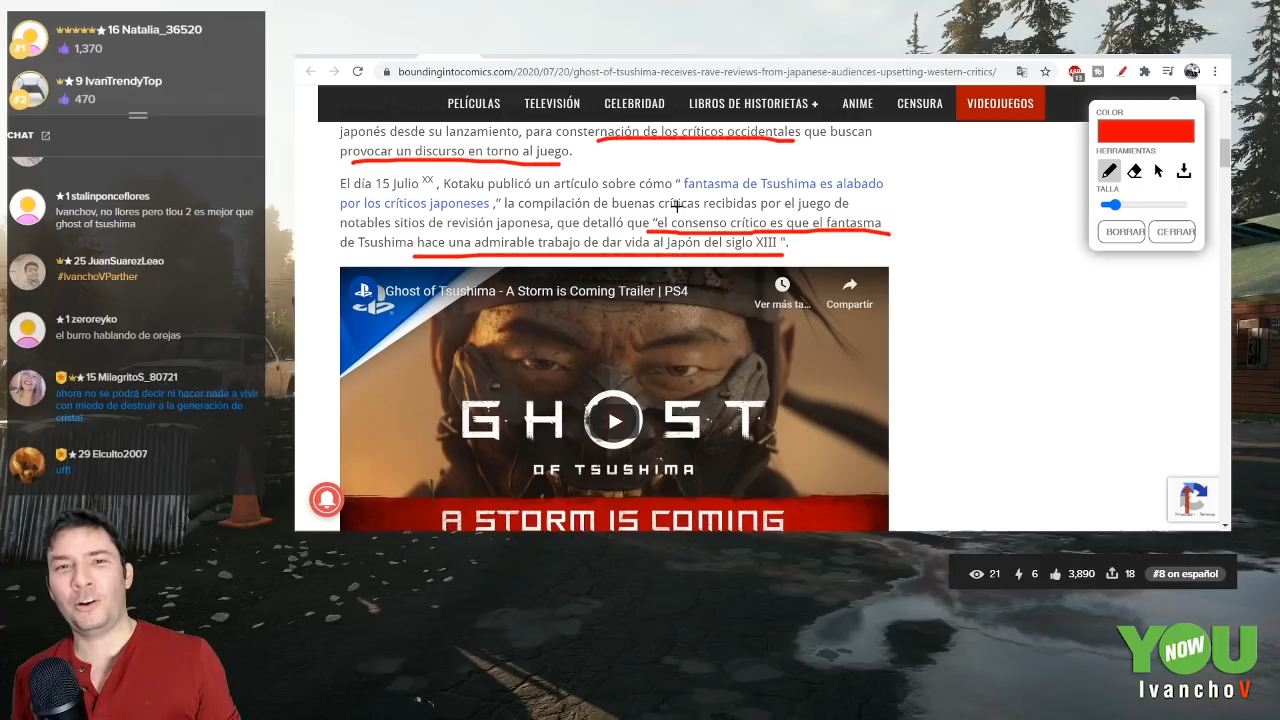 #1
16 Natalia_36520
1,370
#2
9 IvanTrendyTop
470
CHAT
1 stalinponceflores
Ivanchov, no llores pero tlou 2 es mejor que
ghost of tsushima
25 JuanSuarezLeao
#IvanchoVParther
1 zeroreyko
el burro hablando de orejas
15 MilagritoS_80721
ahora no se podrá decir ni hacer nada a vivir
con miedo de destruir a la generación de
cristal
29 Elculto2007
ufff
boundingintocomics.com/2020/07/20/ghost-of-tsushima-receives-rave-reviews-from-japanese-audiences-upsetting-western-critics/
ABP
13
PELÍCULAS TELEVISIÓN CELEBRIDAD LIBROS DE HISTORIETAS + ANIME CENSURA VIDEOJUEGOS
japonés desde su lanzamiento, para consternación de los críticos occidentales que buscan
provocar un discurso en torno al juego.
El día 15 Julio XX , Kotaku publicó un artículo sobre cómo “ fantasma de Tsushima es alabado
por los críticos japoneses ,” la compilación de buenas críticas recibidas por el juego de
notables sitios de revisión japonesa, que detalló que “el consenso crítico es que el fantasma
de Tsushima hace una admirable trabajo de dar vida al Japón del siglo XIII ".
Ghost of Tsushima - A Storm is Coming Trailer | PS4
Ver más ta...
Compartir
GHOST
OF TSUSHIMA
A STORM IS COMING
COLOR
HERRAMIENTAS
TALLA
BORRAR
CERRAR
21 6 3,890 18 #8 on español
YOU
NOW
IvanchoV